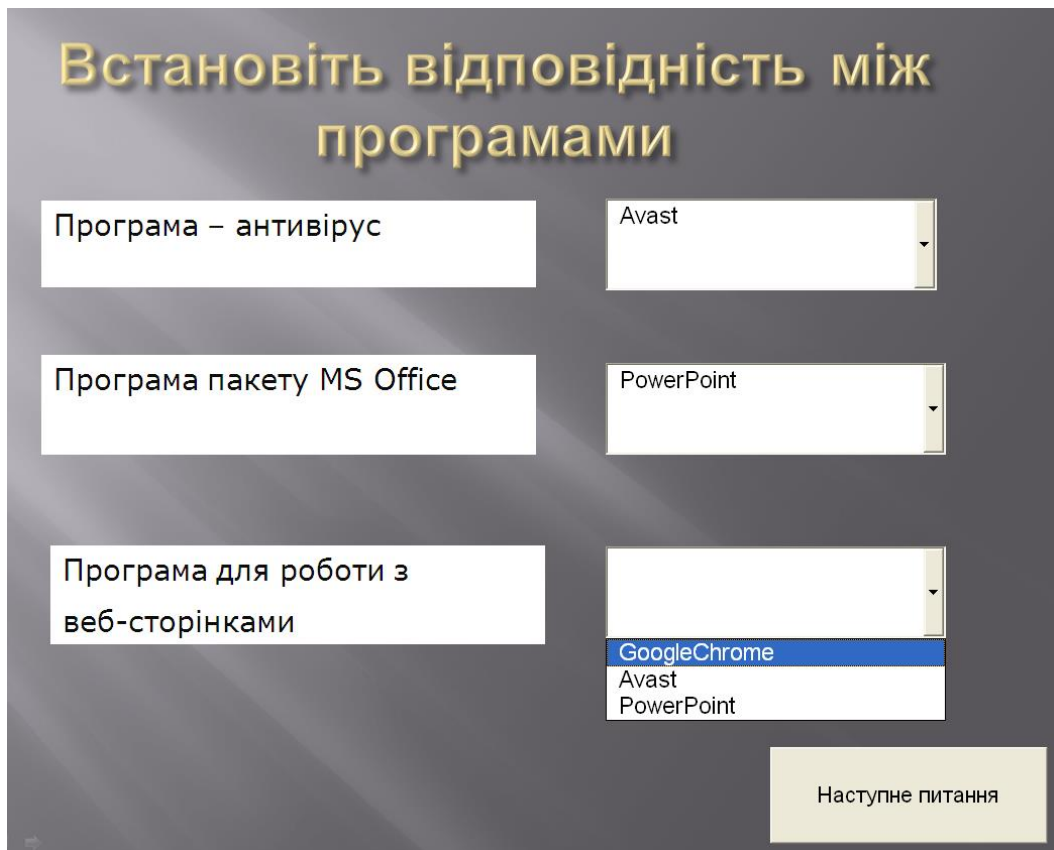 Встановіть відповідність між
програмами
Програма – антивірус
Avast
Програма пакету MS Office
PowerPoint
Програма для роботи з
веб-сторінками
GoogleChrome
Avast
PowerPoint
Наступне питання